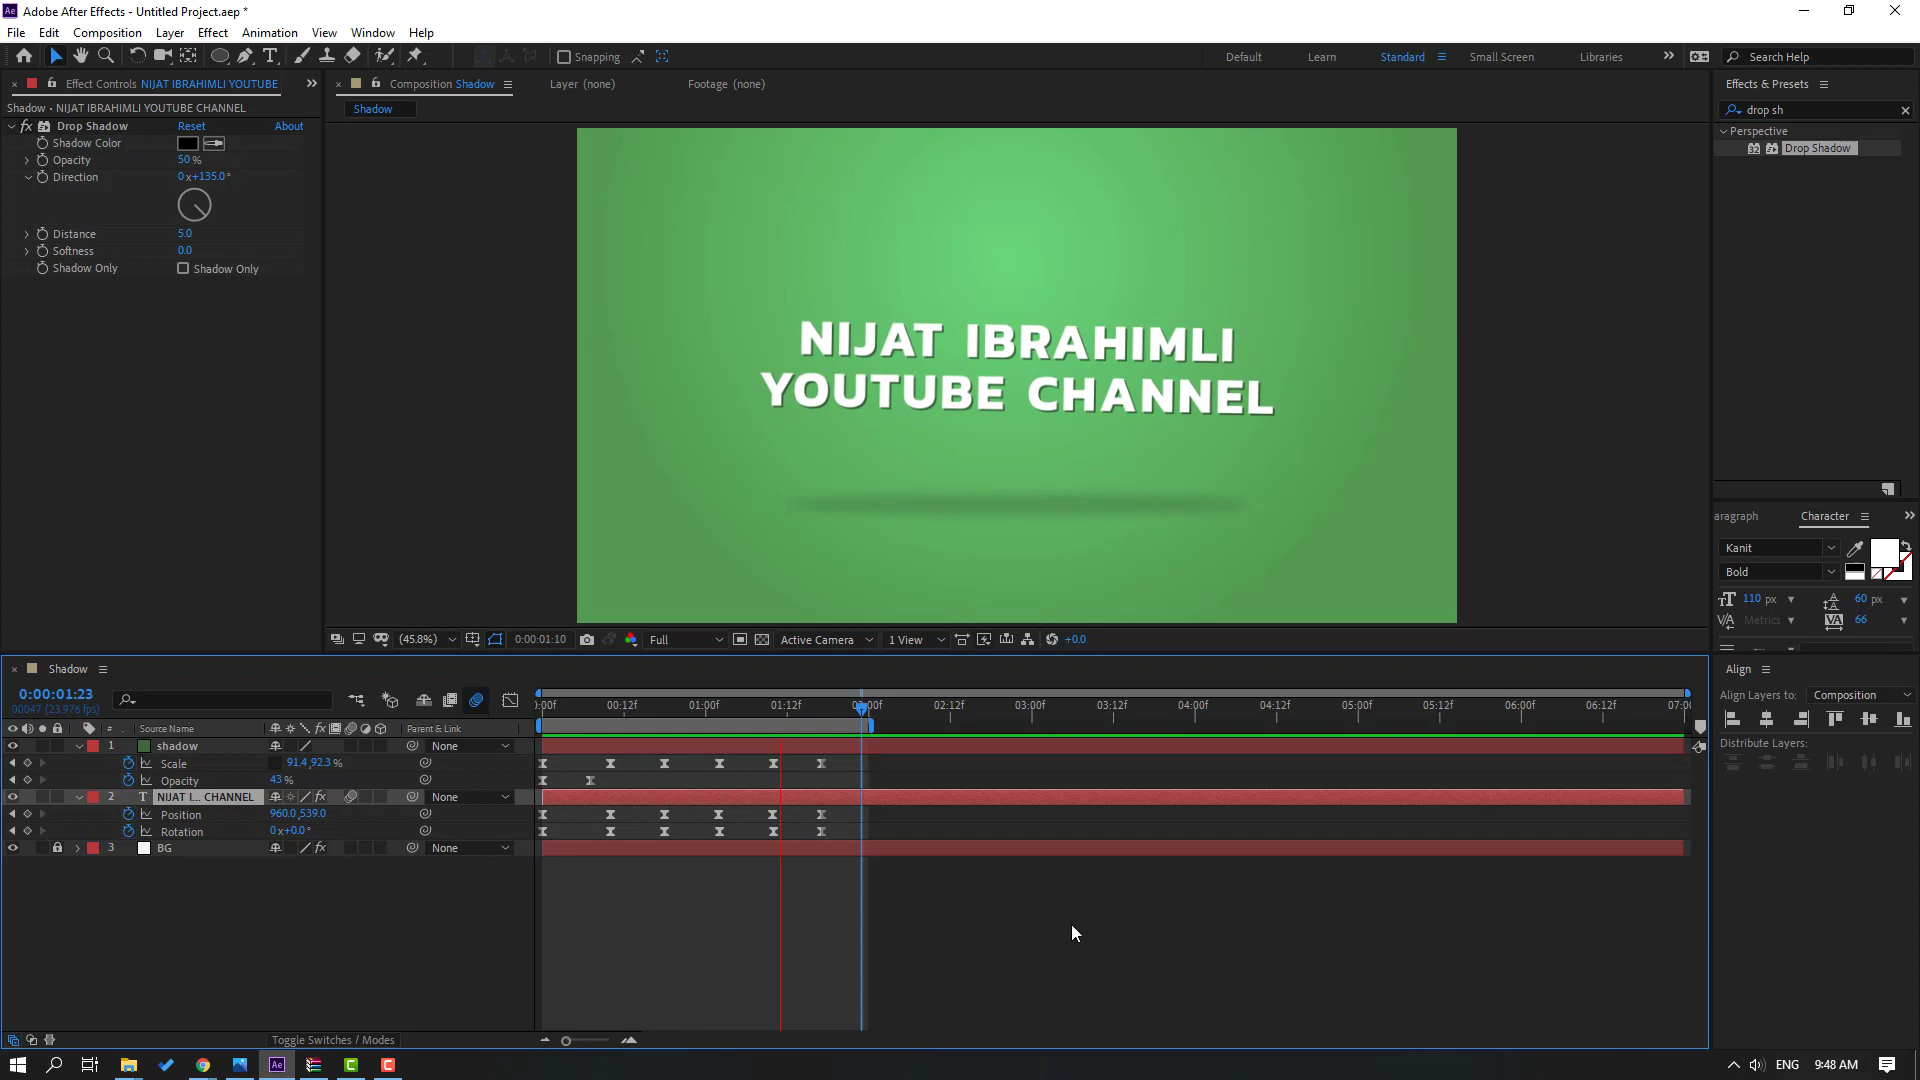 Ae Adobe After Effects - Untitled Project.aep *
File Edit Composition Layer Effect Animation View Window Help
Snapping
Default Learn Standard Small Screen Libraries Search Help
Effect Controls NIJAT IBRAHIMLI YOUTUBE
Composition Shadow Layer (none) Footage (none)
Effects & Presets
Shadow • NIJAT IBRAHIMLI YOUTUBE CHANNEL
Shadow
drop sh
fx Drop Shadow Reset About
Perspective
Shadow Color
Drop Shadow
Opacity 50 %
Direction 0 x+135.0 °
Distance 5.0
Softness 0.0
Shadow Only Shadow Only
NIJAT IBRAHIMLI
YOUTUBE CHANNEL
aragraph Character
Kanit
Bold
110 px 60 px
Metrics 66
(45.8%) 0:00:01:10 Full Active Camera 1 View +0.0
Shadow
Align
0:00:01:23
00047 (23.976 fps)
Align Layers to: Composition
:00f 00:12f 01:00f 01:12f 02:00f 02:12f 03:00f 03:12f 04:00f 04:12f 05:00f 05:12f 06:00f 06:12f 07:0
# . Source Name fx Parent & Link
Distribute Layers:
1 shadow None
Scale 91.4,92.3 %
Opacity 43 %
2 T NIJAT I... CHANNEL fx None
Position 960.0,539.0
Rotation 0 x+0.0 °
3 BG fx None
Toggle Switches / Modes
Ae C C ENG 9:48 AM